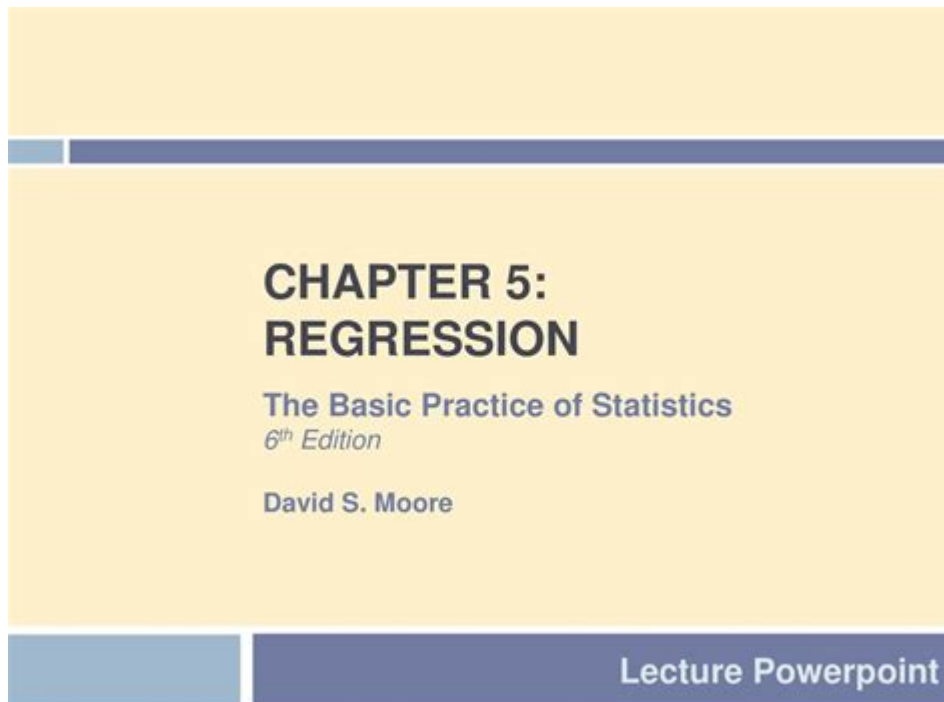 CHAPTER 5:
REGRESSION
The Basic Practice of Statistics
6th Edition
David S. Moore
Lecture Powerpoint